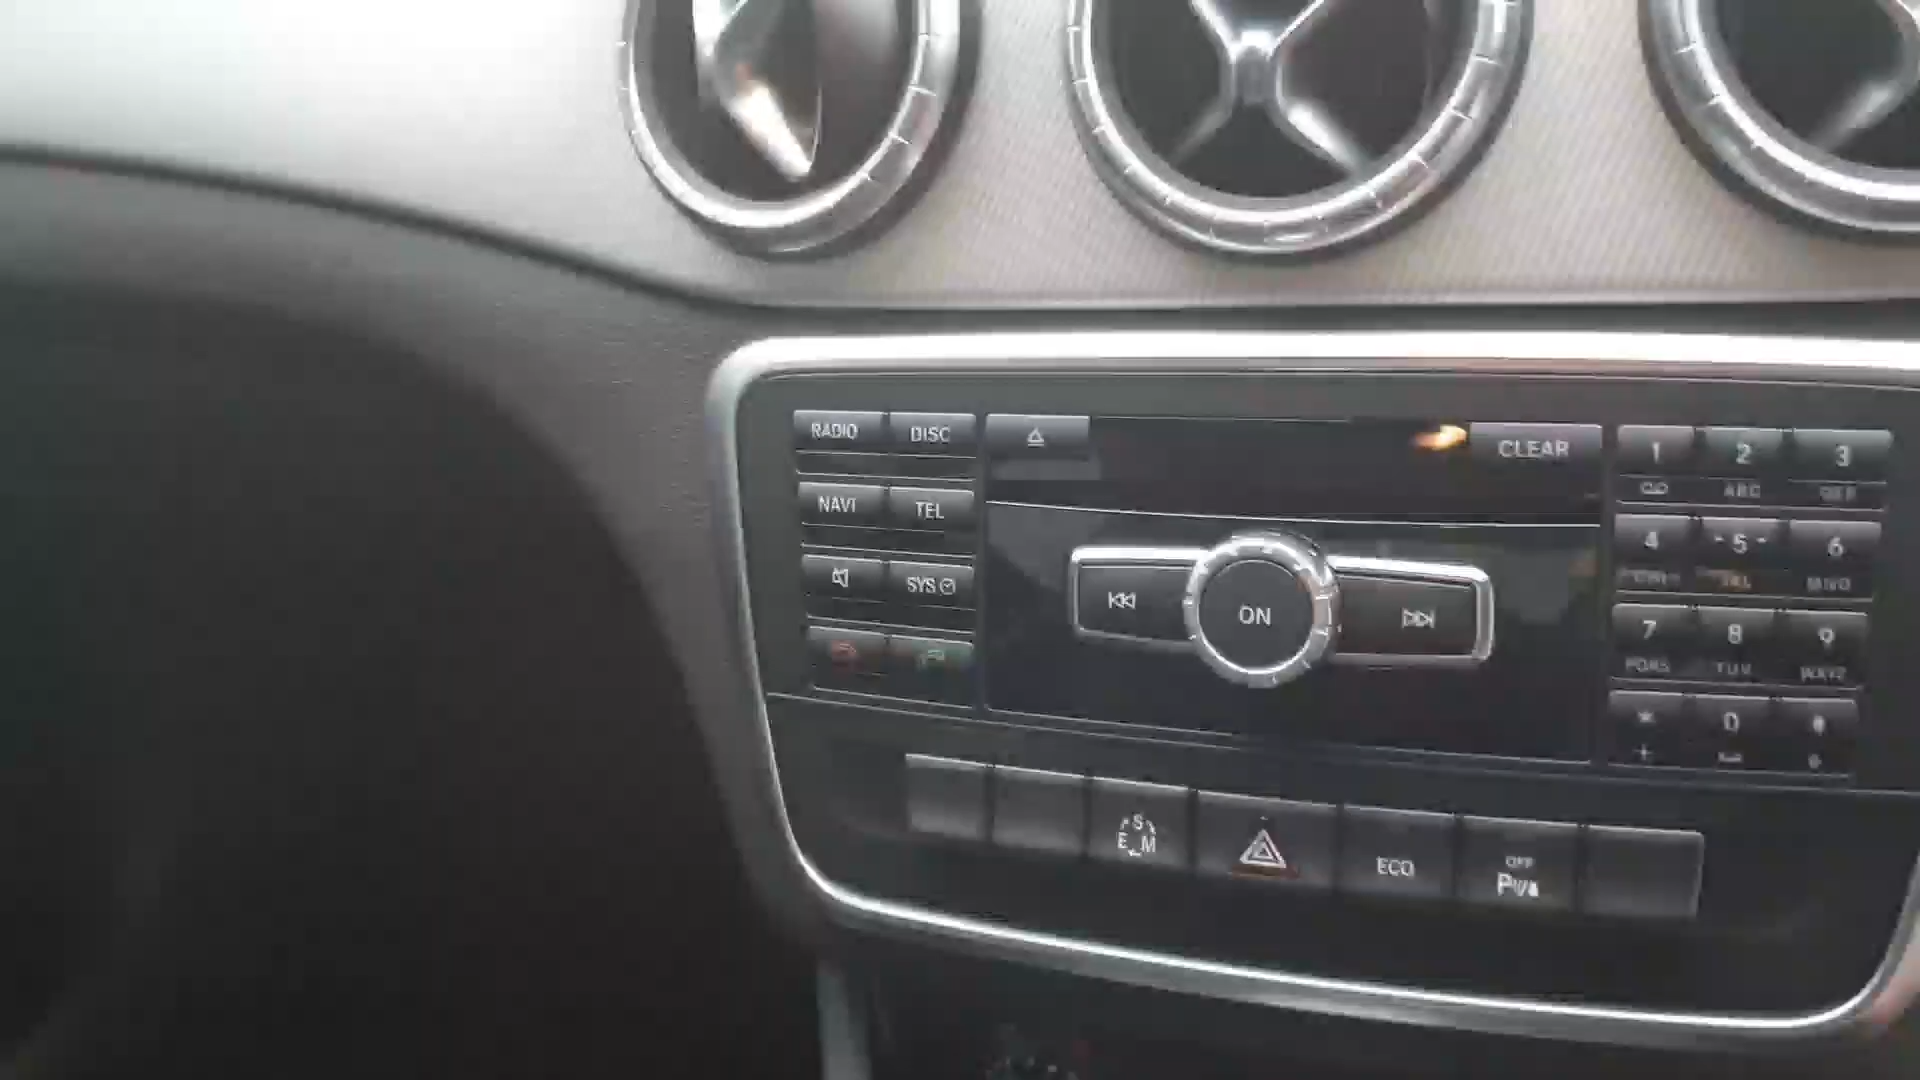 RADIO DISC
CLEAR
1 2 3
ABC
NAVI TEL
4 5 6
MNO
SYS
ON
7 8 9
TUV WXYZ
* 0
+
S
E M
ECO
OFF
P